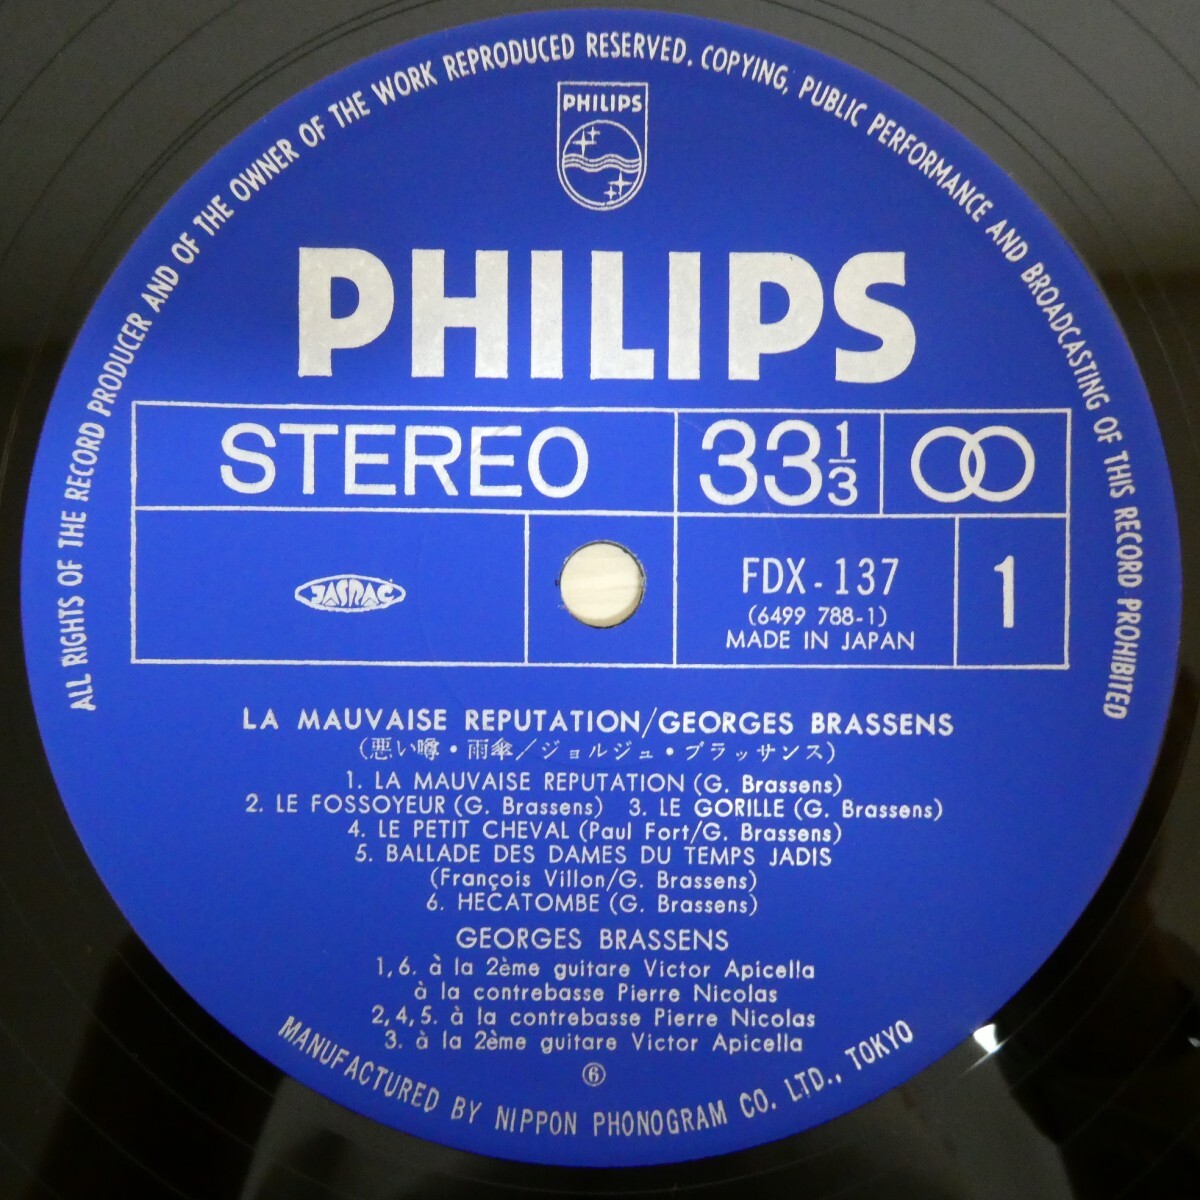 ALL RIGHTS OF THE RECORD PRODUCER AND OF THE OWNER OF THE WORK REPRODUCED RESERVED. COPYING, PUBLIC PERFORMANCE AND BROADCASTING OF THIS RECORD PROHIBITED
PHILIPS
PHILIPS
STEREO
33 1/3
JASRAC
FDX-137
(6499 788-1)
MADE IN JAPAN
1
LA MAUVAISE REPUTATION/GEORGES BRASSENS
(悪い噂・雨傘／ジョルジュ・ブラッサンス)
1. LA MAUVAISE REPUTATION (G. Brassens)
2. LE FOSSOYEUR (G. Brassens) 3. LE GORILLE (G. Brassens)
4. LE PETIT CHEVAL (Paul Fort/G. Brassens)
5. BALLADE DES DAMES DU TEMPS JADIS
(François Villon/G. Brassens)
6. HECATOMBE (G. Brassens)
GEORGES BRASSENS
1,6. à la 2ème guitare Victor Apicella
à la contrebasse Pierre Nicolas
2,4,5. à la contrebasse Pierre Nicolas
3. à la 2ème guitare Victor Apicella
⑥
MANUFACTURED BY NIPPON PHONOGRAM CO. LTD., TOKYO